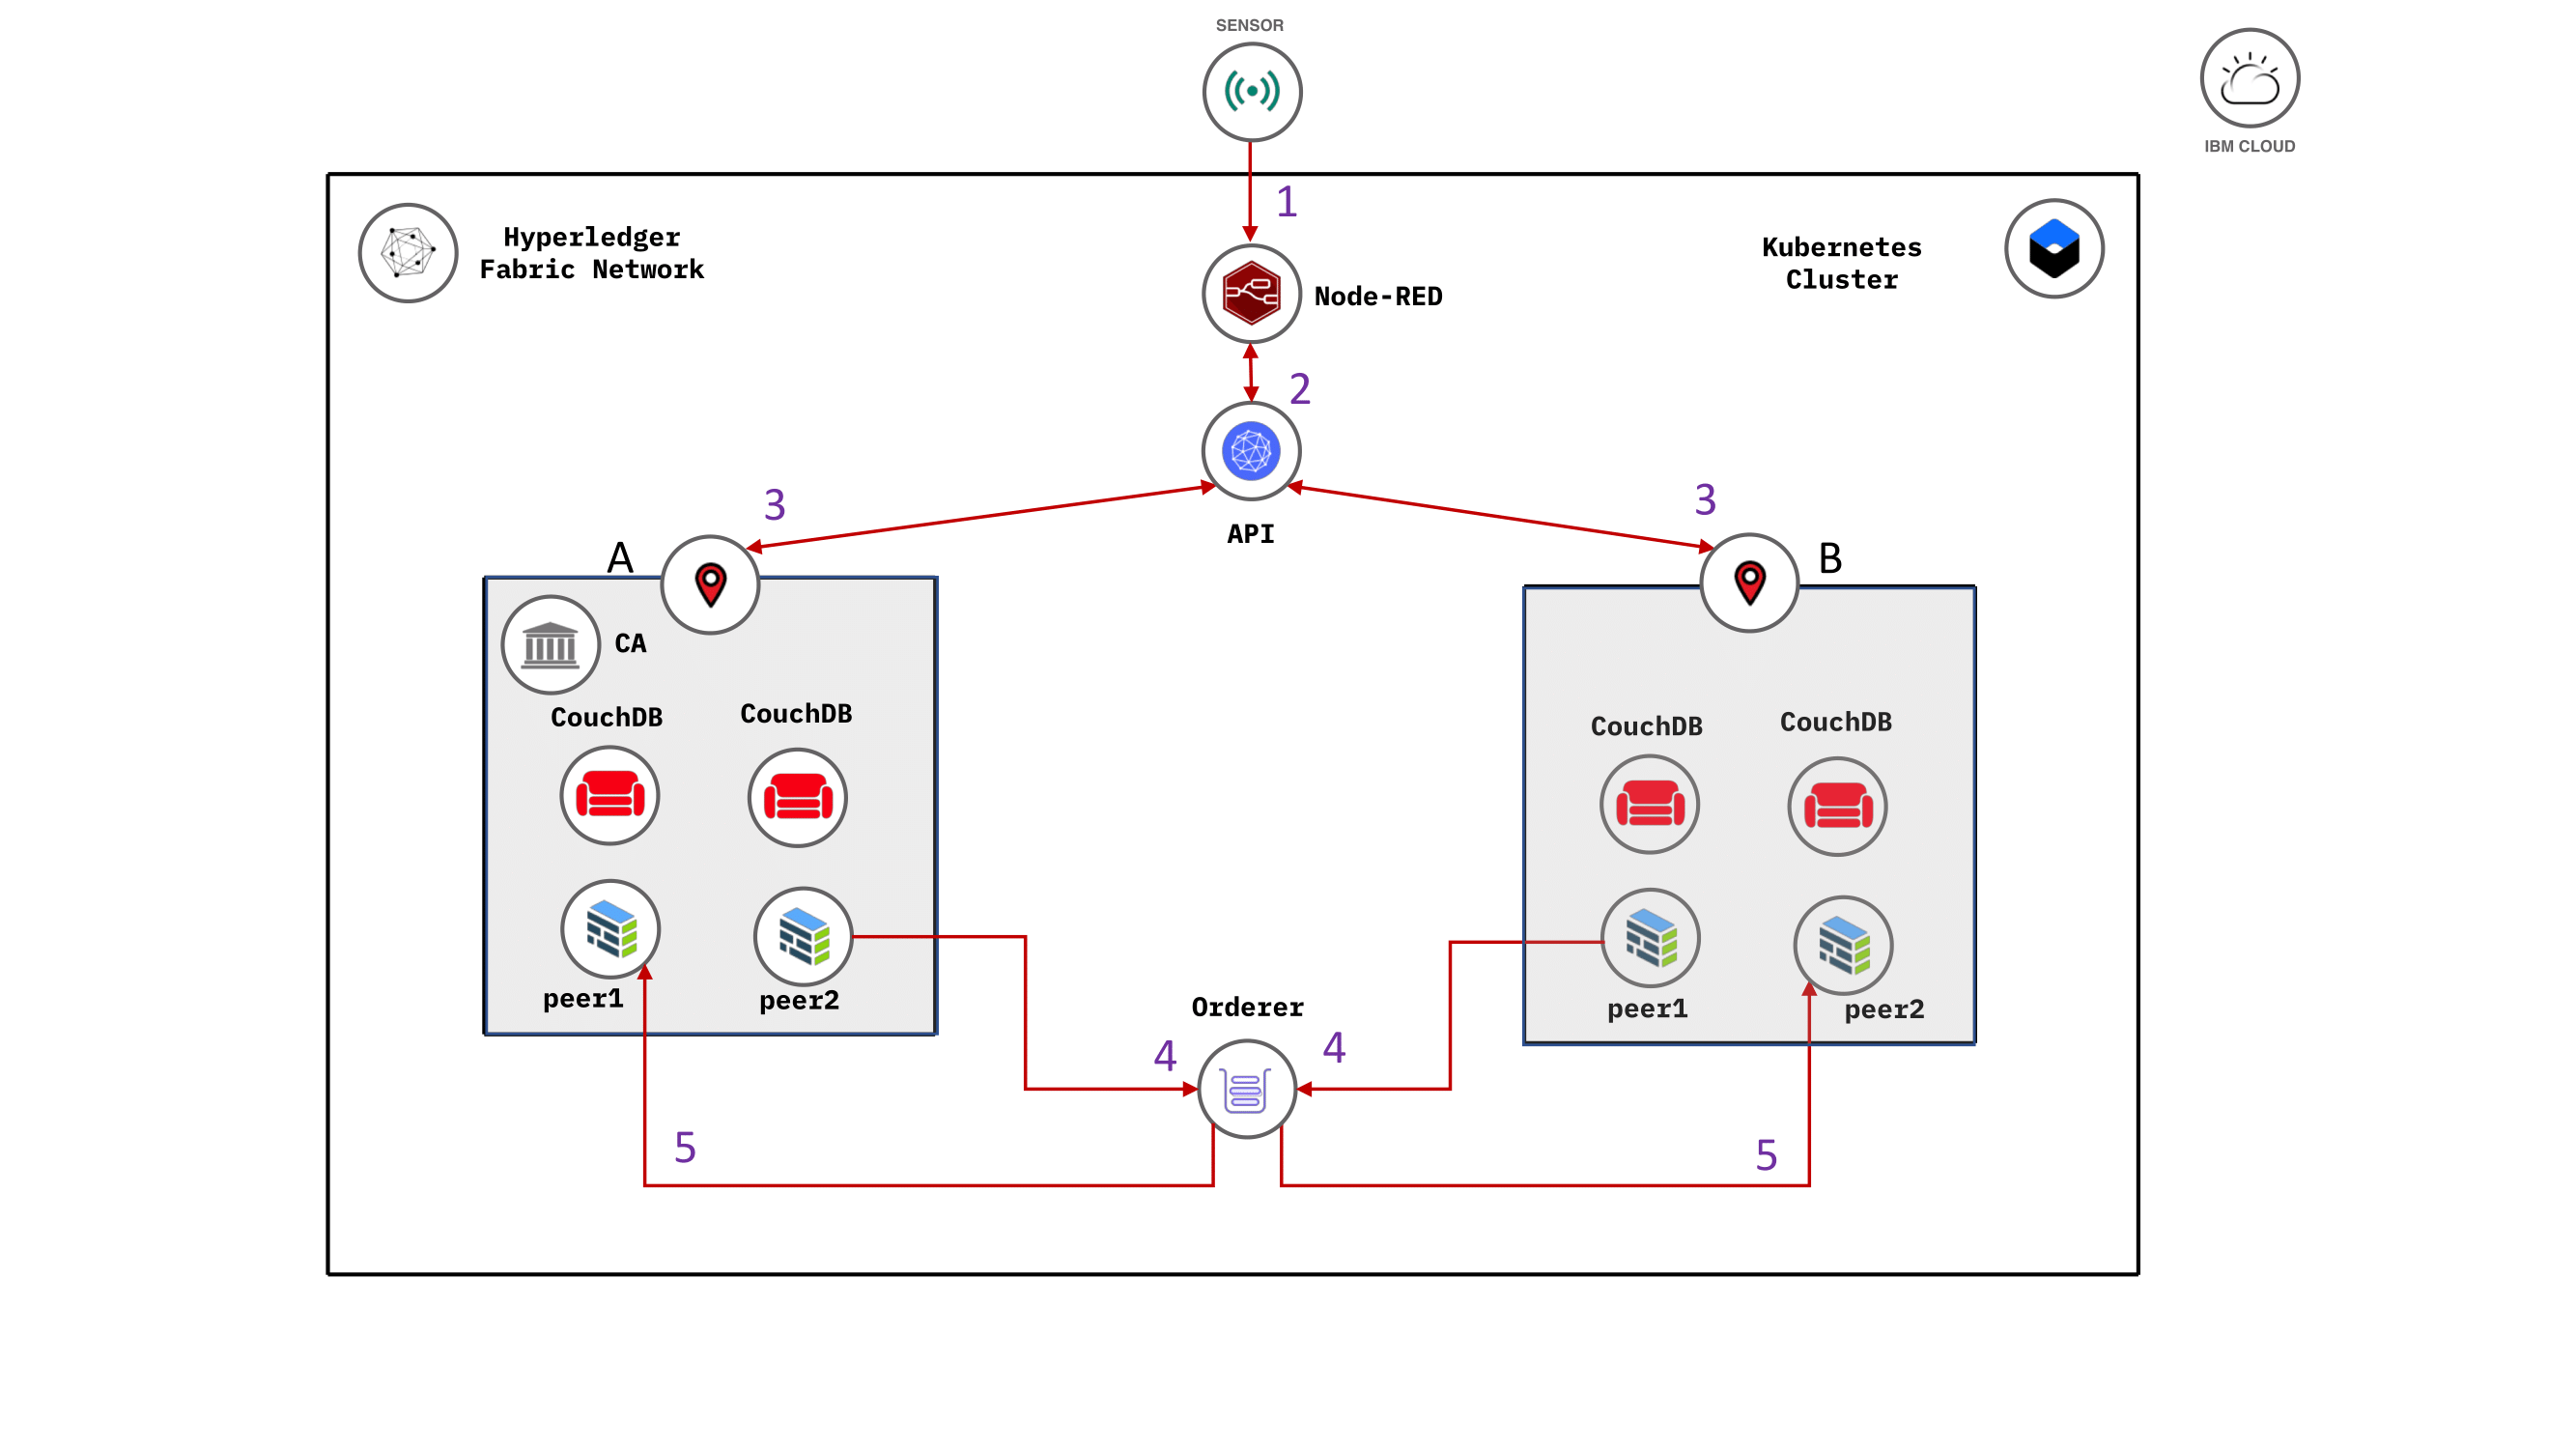 SENSOR
IBM CLOUD
1
Hyperledger
Fabric Network
Kubernetes
Cluster
Node-RED
2
3
3
API
A
B
CA
CouchDB
CouchDB
CouchDB
CouchDB
peer1
peer2
peer1
peer2
Orderer
4
4
5
5